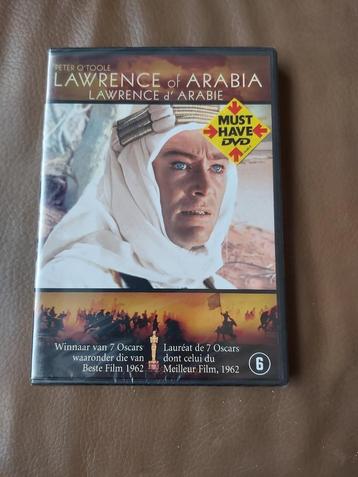 PETER O'TOOLE
LAWRENCE of ARABIA
LAWRENCE d'ARABIE
MUST
HAVE
DVD
Winnaar van 7 Oscars
waaronder die van
Beste Film 1962
Lauréat de 7 Oscars
dont celui du
Meilleur Film, 1962
6